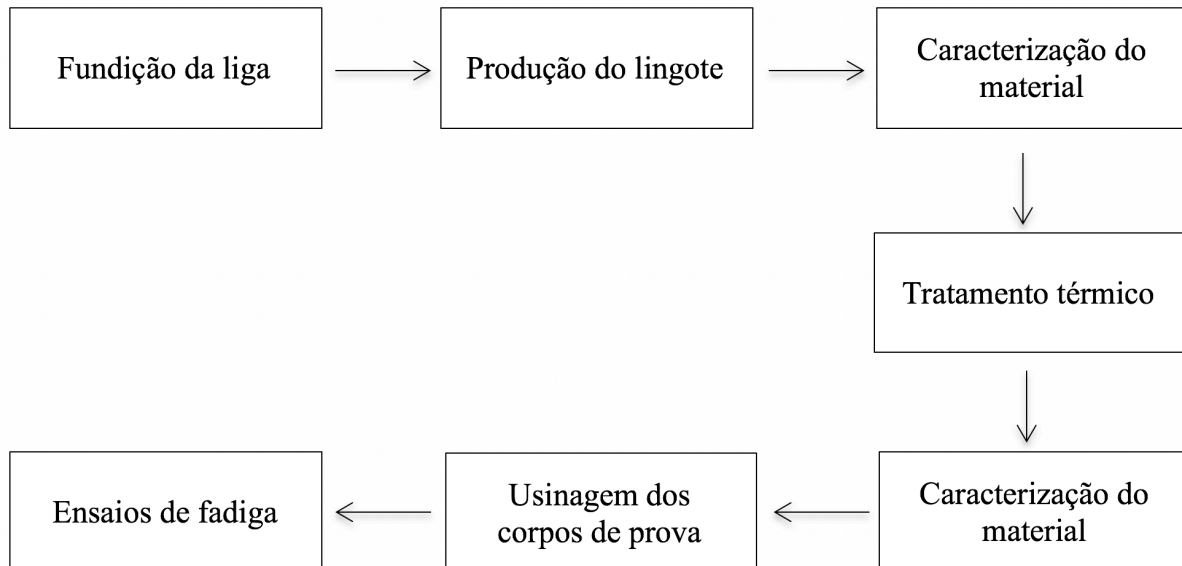 Fundição da liga
Produção do lingote
Caracterização do
material
Tratamento térmico
Caracterização do
material
Usinagem dos
corpos de prova
Ensaios de fadiga